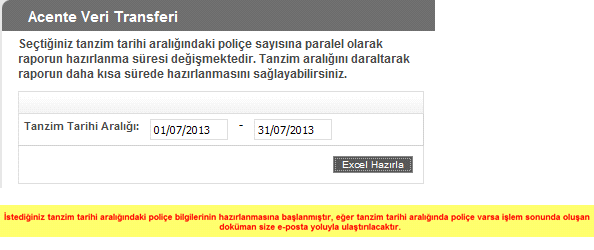 Acente Veri Transferi
Seçtiğiniz tanzim tarihi aralığındaki poliçe sayısına paralel olarak
raporun hazırlanma süresi değişmektedir. Tanzim aralığını daraltarak
raporun daha kısa sürede hazırlanmasını sağlayabilirsiniz.
Tanzim Tarihi Aralığı: 01/07/2013 - 31/07/2013
Excel Hazırla
İstediğiniz tanzim tarihi aralığındaki poliçe bilgilerinin hazırlanmasına başlanmıştır, eğer tanzim tarihi aralığında poliçe varsa işlem sonunda oluşan
doküman size e-posta yoluyla ulaştırılacaktır.